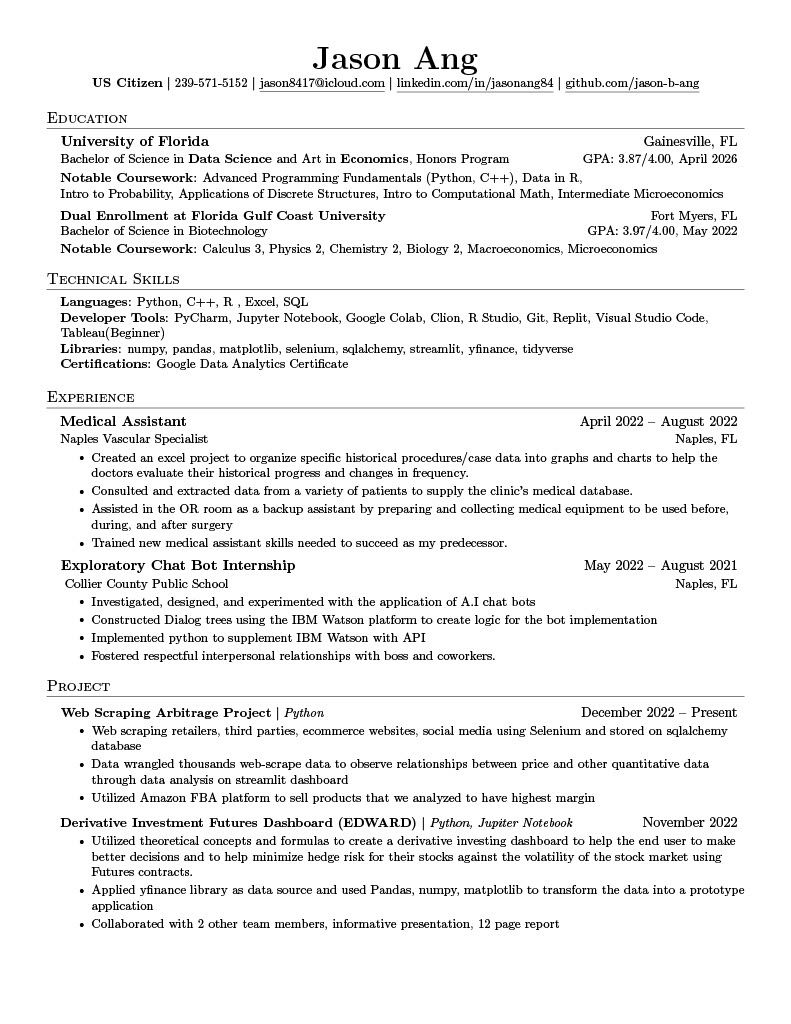 Jason Ang
US Citizen | 239-571-5152 | jason8417@icloud.com | linkedin.com/in/jasonang84 | github.com/jason-b-ang
Education
University of Florida Gainesville, FL
Bachelor of Science in Data Science and Art in Economics, Honors Program GPA: 3.87/4.00, April 2026
Notable Coursework: Advanced Programming Fundamentals (Python, C++), Data in R,
Intro to Probability, Applications of Discrete Structures, Intro to Computational Math, Intermediate Microeconomics
Dual Enrollment at Florida Gulf Coast University Fort Myers, FL
Bachelor of Science in Biotechnology GPA: 3.97/4.00, May 2022
Notable Coursework: Calculus 3, Physics 2, Chemistry 2, Biology 2, Macroeconomics, Microeconomics
Technical Skills
Languages: Python, C++, R , Excel, SQL
Developer Tools: PyCharm, Jupyter Notebook, Google Colab, Clion, R Studio, Git, Replit, Visual Studio Code,
Tableau(Beginner)
Libraries: numpy, pandas, matplotlib, selenium, sqlalchemy, streamlit, yfinance, tidyverse
Certifications: Google Data Analytics Certificate
Experience
Medical Assistant April 2022 – August 2022
Naples Vascular Specialist Naples, FL
• Created an excel project to organize specific historical procedures/case data into graphs and charts to help the
doctors evaluate their historical progress and changes in frequency.
• Consulted and extracted data from a variety of patients to supply the clinic's medical database.
• Assisted in the OR room as a backup assistant by preparing and collecting medical equipment to be used before,
during, and after surgery
• Trained new medical assistant skills needed to succeed as my predecessor.
Exploratory Chat Bot Internship May 2022 – August 2021
Collier County Public School Naples, FL
• Investigated, designed, and experimented with the application of A.I chat bots
• Constructed Dialog trees using the IBM Watson platform to create logic for the bot implementation
• Implemented python to supplement IBM Watson with API
• Fostered respectful interpersonal relationships with boss and coworkers.
Project
Web Scraping Arbitrage Project | Python December 2022 – Present
• Web scraping retailers, third parties, ecommerce websites, social media using Selenium and stored on sqlalchemy
database
• Data wrangled thousands web-scrape data to observe relationships between price and other quantitative data
through data analysis on streamlit dashboard
• Utilized Amazon FBA platform to sell products that we analyzed to have highest margin
Derivative Investment Futures Dashboard (EDWARD) | Python, Jupiter Notebook November 2022
• Utilized theoretical concepts and formulas to create a derivative investing dashboard to help the end user to make
better decisions and to help minimize hedge risk for their stocks against the volatility of the stock market using
Futures contracts.
• Applied yfinance library as data source and used Pandas, numpy, matplotlib to transform the data into a prototype
application
• Collaborated with 2 other team members, informative presentation, 12 page report